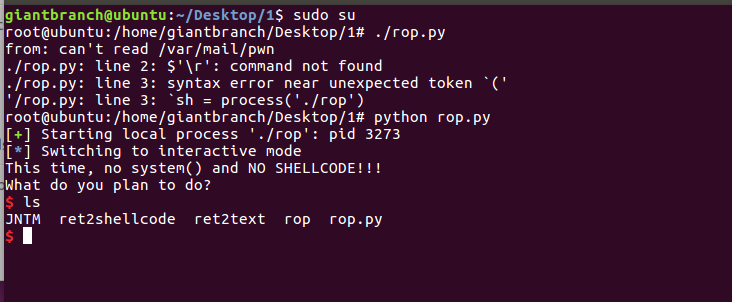 giantbranch@ubuntu:~/Desktop/1$ sudo su
root@ubuntu:/home/giantbranch/Desktop/1# ./rop.py
from: can't read /var/mail/pwn
./rop.py: line 2: $'\r': command not found
./rop.py: line 3: syntax error near unexpected token `('
'/rop.py: line 3: `sh = process('./rop')
root@ubuntu:/home/giantbranch/Desktop/1# python rop.py
[+] Starting local process './rop': pid 3273
[*] Switching to interactive mode
This time, no system() and NO SHELLCODE!!!
What do you plan to do?
$ ls
JNTM  ret2shellcode  ret2text  rop  rop.py
$